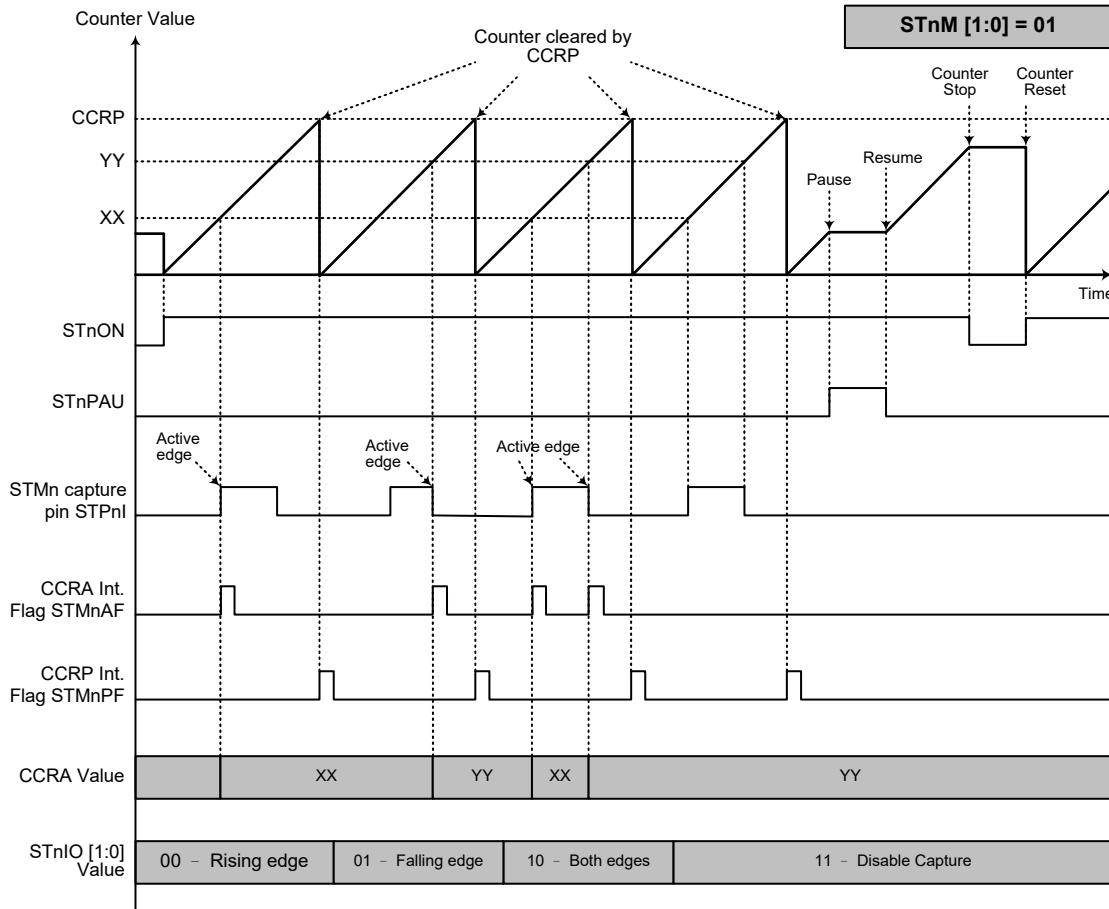 Counter Value
STnM [1:0] = 01
Counter cleared by
CCRP
Counter
Stop
Counter
Reset
CCRP
YY
Resume
Pause
XX
Time
STnON
STnPAU
Active
edge
Active
edge
Active edge
STMn capture
pin STPnI
CCRA Int.
Flag STMnAF
CCRP Int.
Flag STMnPF
CCRA Value
XX
YY
XX
YY
STnIO [1:0]
Value
00 - Rising edge
01 - Falling edge
10 - Both edges
11 - Disable Capture